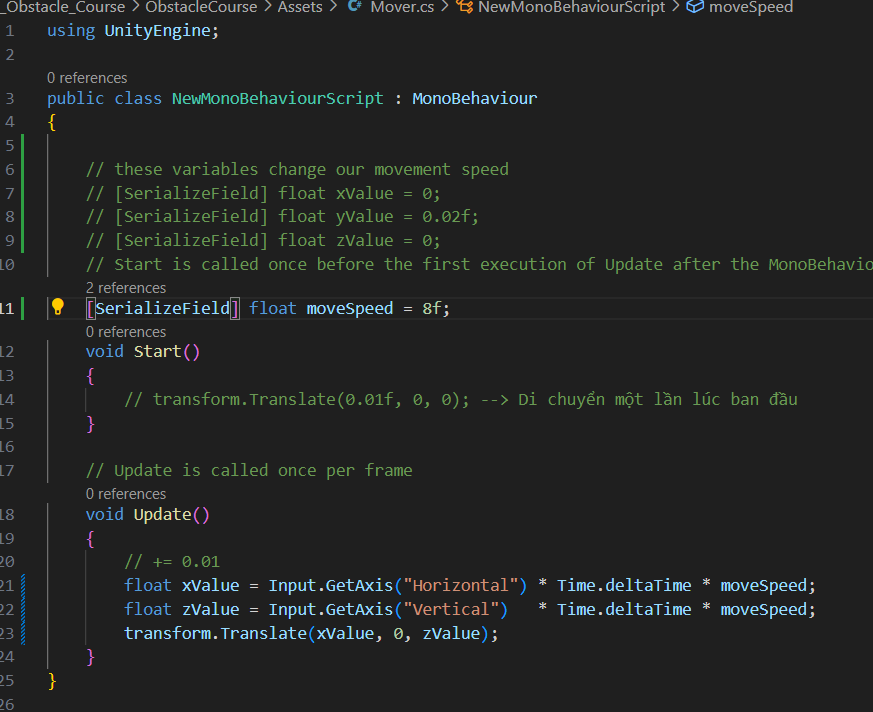 _Obstacle_Course > ObstacleCourse > Assets > C# Mover.cs > NewMonoBehaviourScript > moveSpeed
1 using UnityEngine;
2
0 references
3 public class NewMonoBehaviourScript : MonoBehaviour
4 {
5
6 // these variables change our movement speed
7 // [SerializeField] float xValue = 0;
8 // [SerializeField] float yValue = 0.02f;
9 // [SerializeField] float zValue = 0;
10 // Start is called once before the first execution of Update after the MonoBehavio
2 references
11 [SerializeField] float moveSpeed = 8f;
0 references
12 void Start()
13 {
14 // transform.Translate(0.01f, 0, 0); --> Di chuyển một lần lúc ban đầu
15 }
16
17 // Update is called once per frame
0 references
18 void Update()
19 {
20 // += 0.01
21 float xValue = Input.GetAxis("Horizontal") * Time.deltaTime * moveSpeed;
22 float zValue = Input.GetAxis("Vertical") * Time.deltaTime * moveSpeed;
23 transform.Translate(xValue, 0, zValue);
24 }
25 }
26